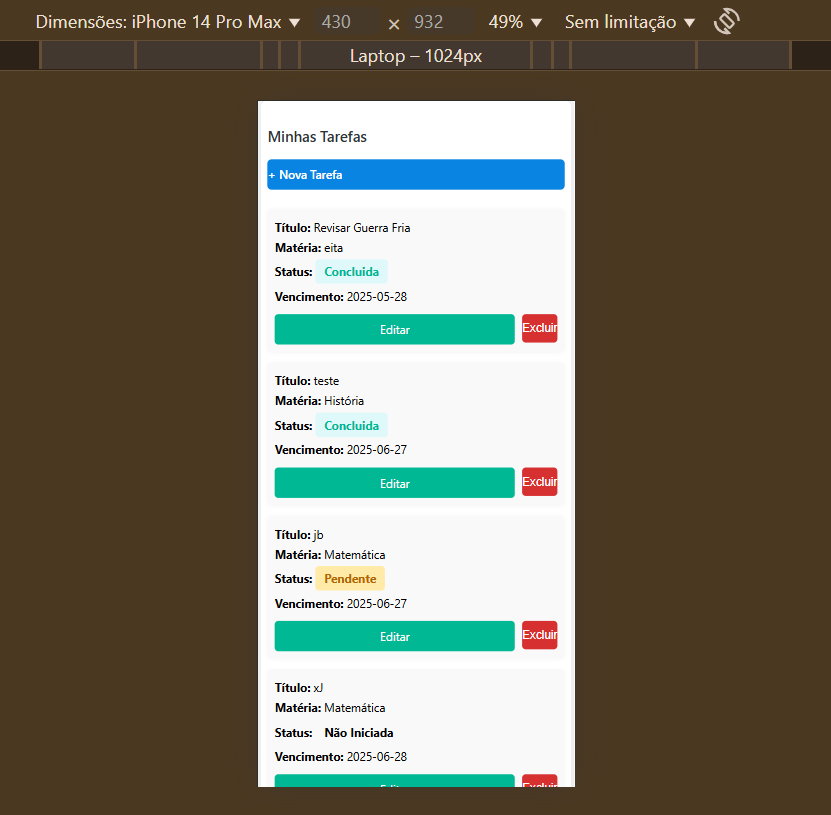 Dimensões: iPhone 14 Pro Max ▼ 430 × 932 49% ▼ Sem limitação ▼
Laptop – 1024px
Minhas Tarefas
+ Nova Tarefa
Título: Revisar Guerra Fria
Matéria: eita
Status: Concluida
Vencimento: 2025-05-28
Editar Excluir
Título: teste
Matéria: História
Status: Concluida
Vencimento: 2025-06-27
Editar Excluir
Título: jb
Matéria: Matemática
Status: Pendente
Vencimento: 2025-06-27
Editar Excluir
Título: xJ
Matéria: Matemática
Status: Não Iniciada
Vencimento: 2025-06-28
Editar Excluir